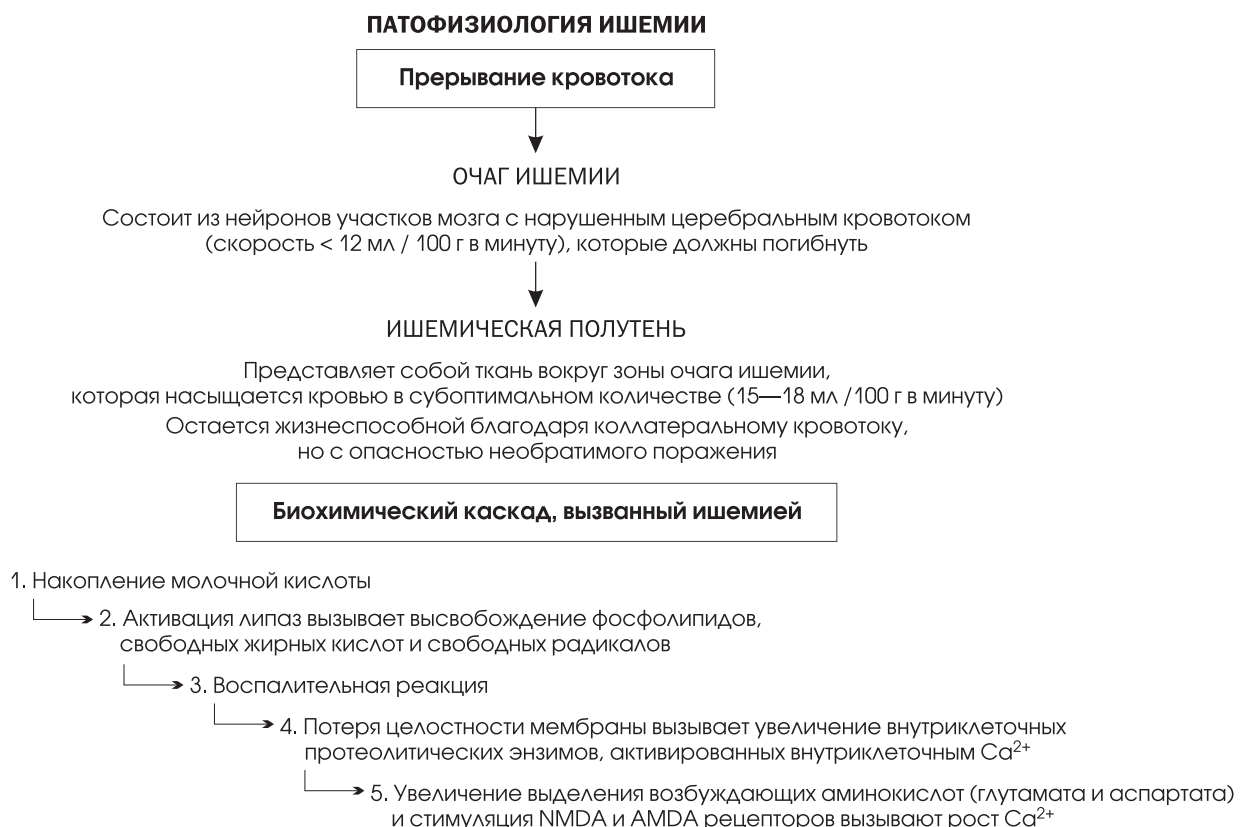 ПАТОФИЗИОЛОГИЯ ИШЕМИИ
Прерывание кровотока
ОЧАГ ИШЕМИИ
Состоит из нейронов участков мозга с нарушенным церебральным кровотоком
(скорость < 12 мл / 100 г в минуту), которые должны погибнуть
ИШЕМИЧЕСКАЯ ПОЛУТЕНЬ
Представляет собой ткань вокруг зоны очага ишемии,
которая насыщается кровью в субоптимальном количестве (15—18 мл /100 г в минуту)
Остается жизнеспособной благодаря коллатеральному кровотоку,
но с опасностью необратимого поражения
Биохимический каскад, вызванный ишемией
1. Накопление молочной кислоты
2. Активация липаз вызывает высвобождение фосфолипидов,
свободных жирных кислот и свободных радикалов
3. Воспалительная реакция
4. Потеря целостности мембраны вызывает увеличение внутриклеточных
протеолитических энзимов, активированных внутриклеточным Ca²⁺
5. Увеличение выделения возбуждающих аминокислот (глутамата и аспартата)
и стимуляция NMDA и AMDA рецепторов вызывают рост Ca²⁺